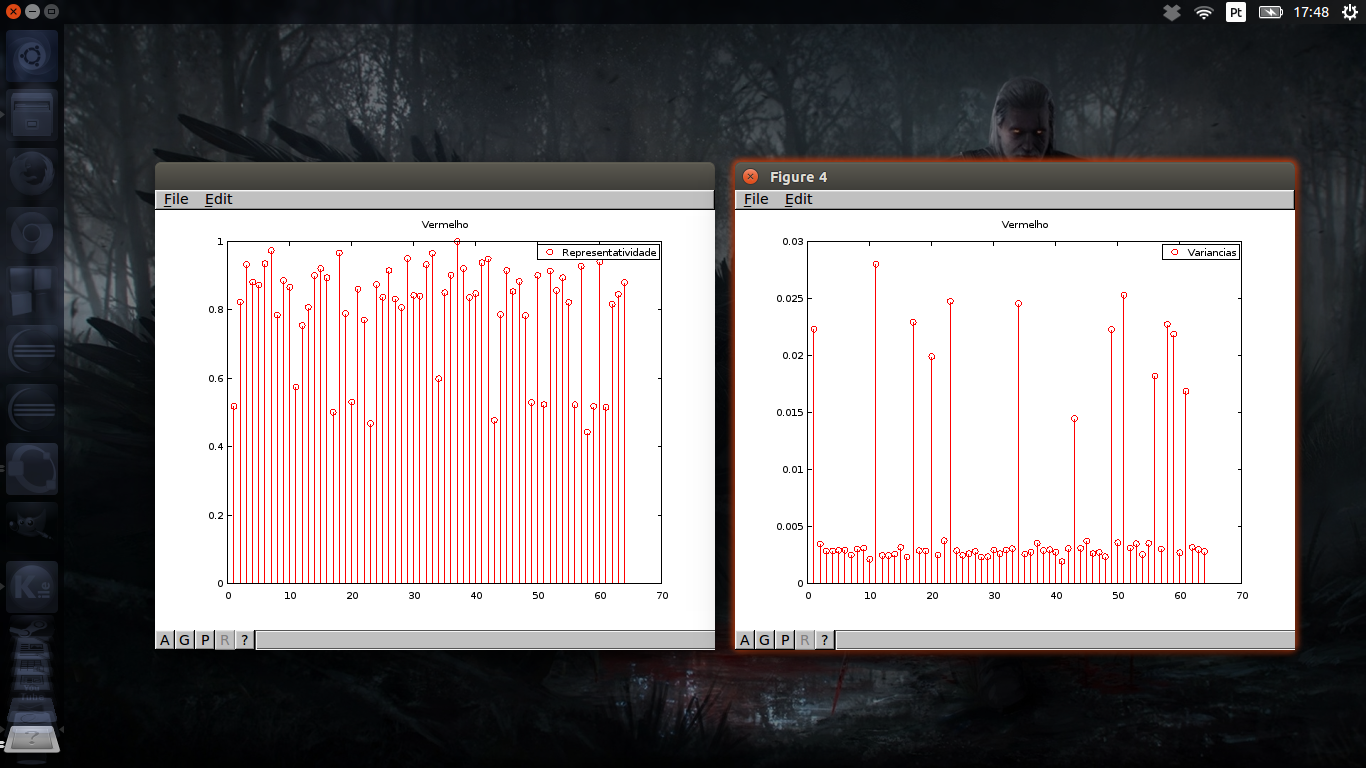 Pt 17:48
File Edit
Vermelho
Representatividade
1
0.8
0.6
0.4
0.2
0
0 10 20 30 40 50 60 70
A G P R ?
Figure 4
File Edit
Vermelho
Variancias
0.03
0.025
0.02
0.015
0.01
0.005
0
0 10 20 30 40 50 60 70
A G P R ?